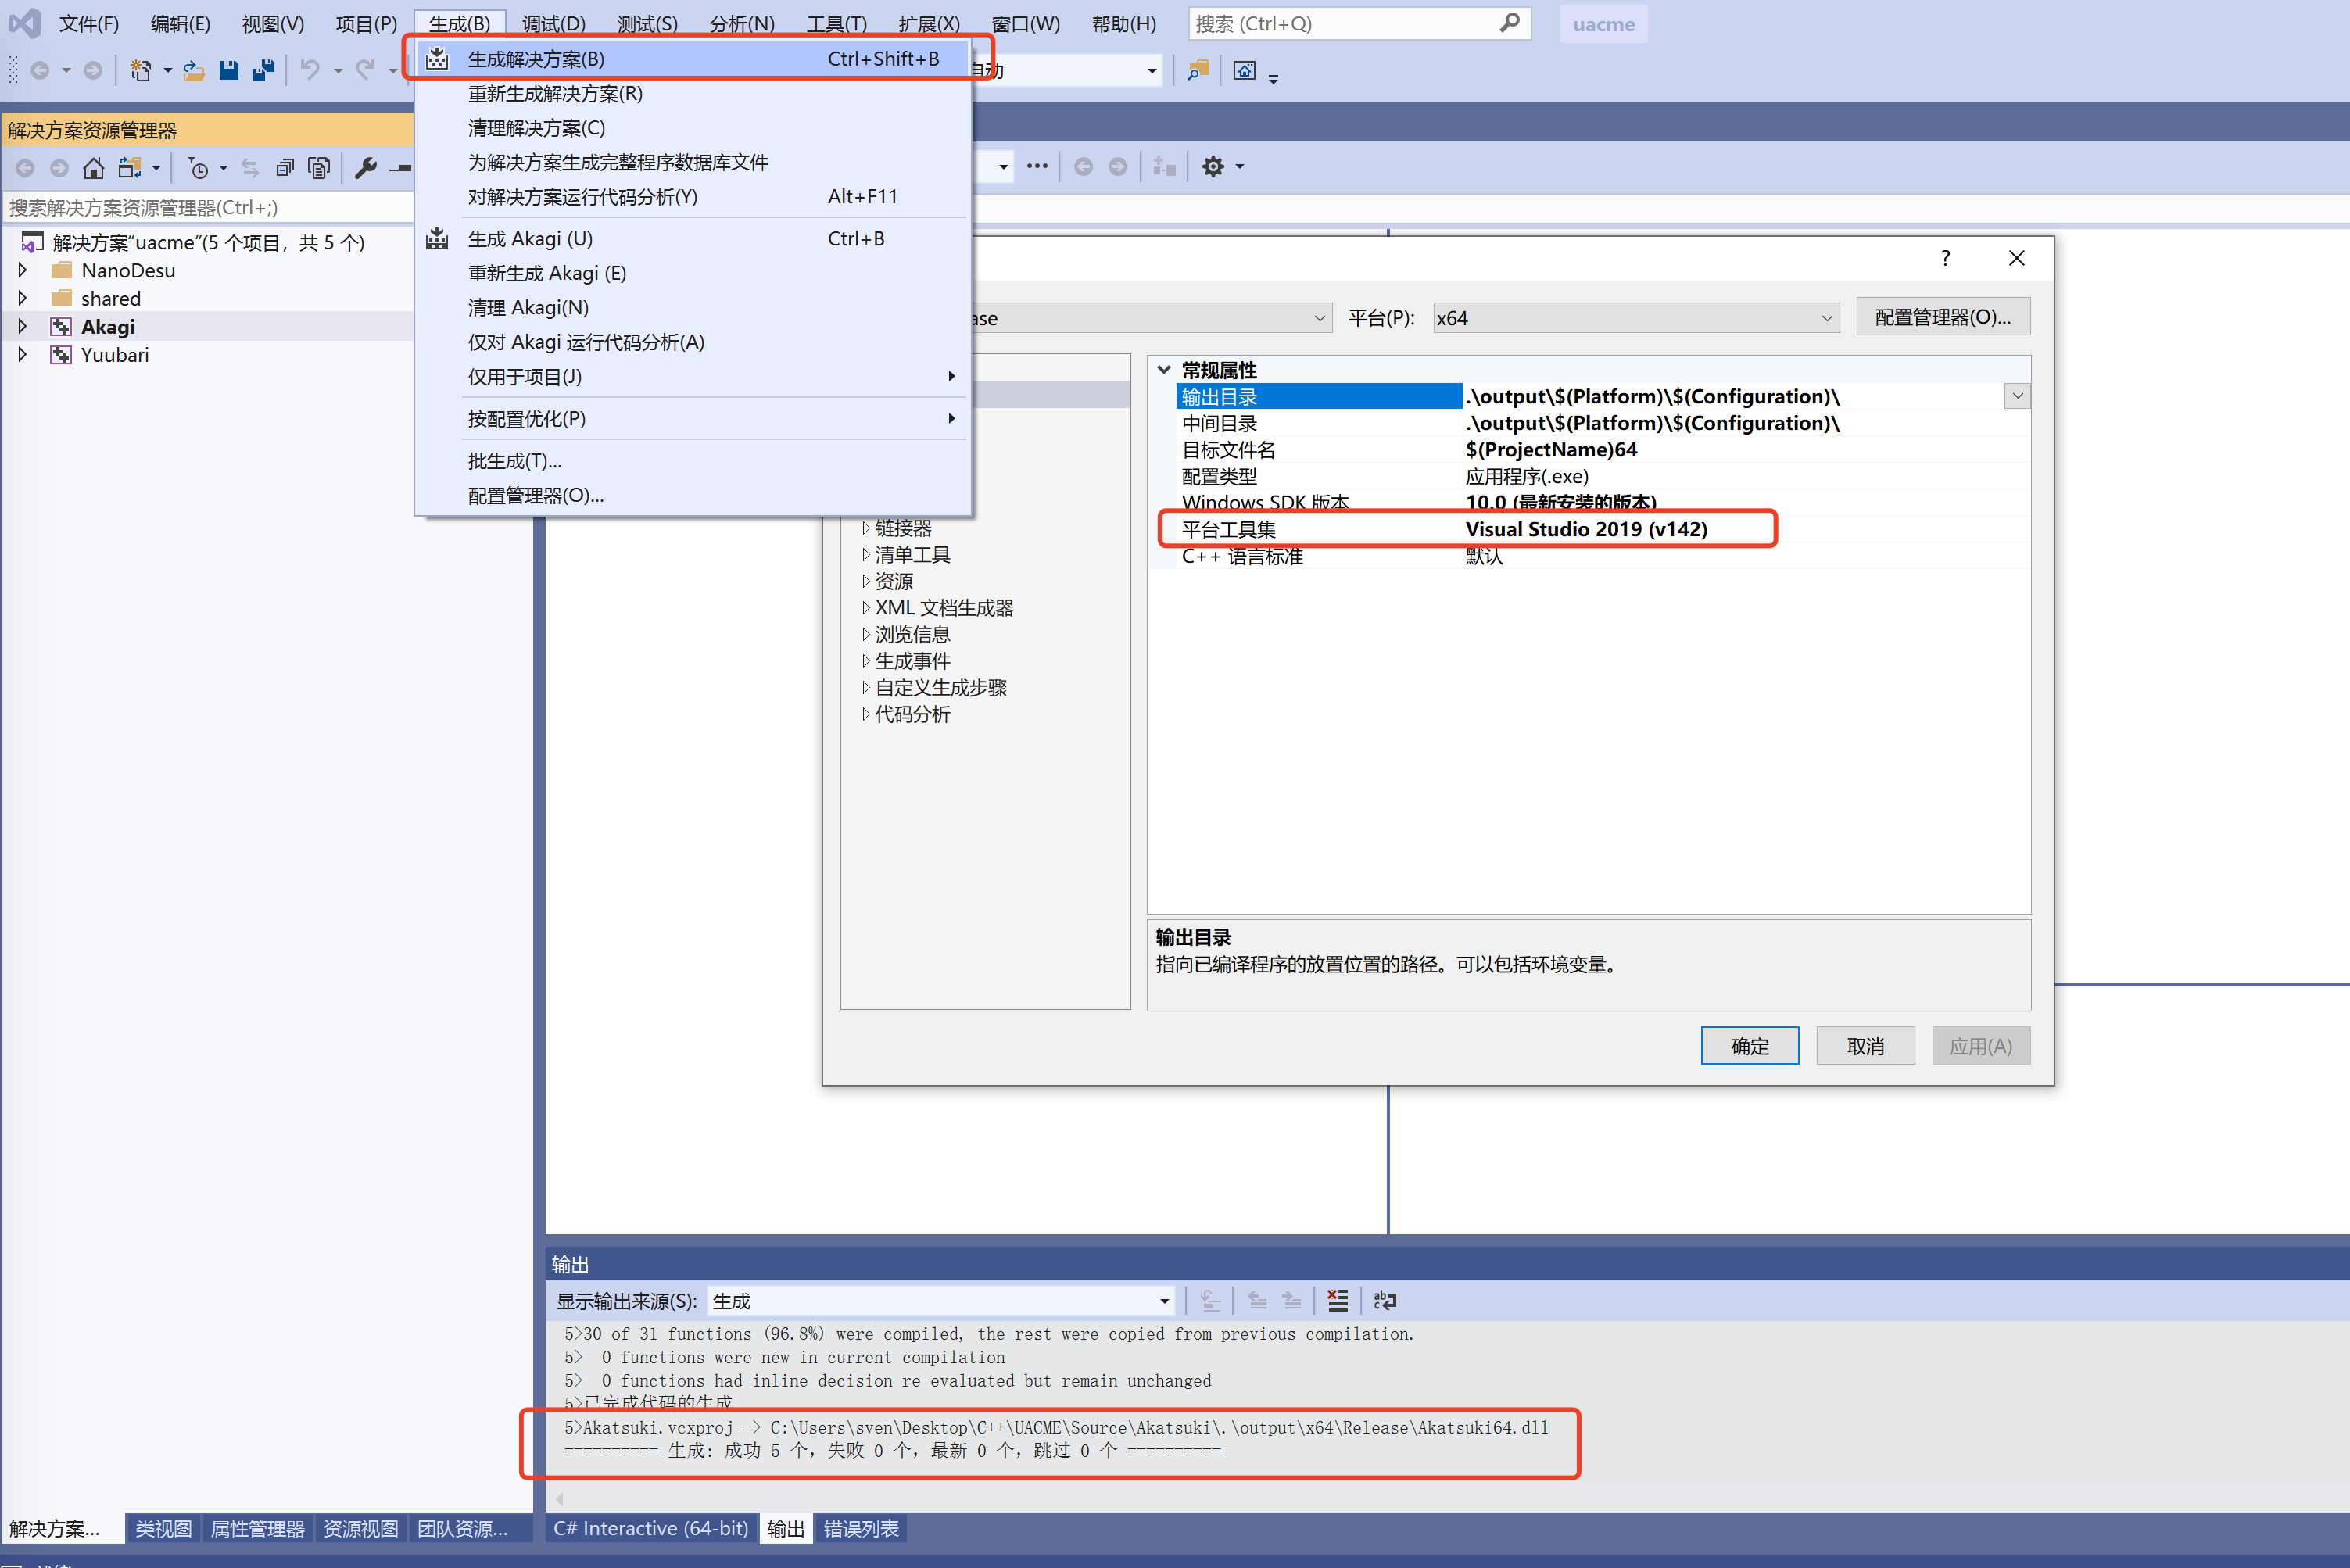 文件(F) 编辑(E) 视图(V) 项目(P) 生成(B) 调试(D) 测试(S) 分析(N) 工具(T) 扩展(X) 窗口(W) 帮助(H) 搜索 (Ctrl+Q) uacme
生成解决方案(B) Ctrl+Shift+B
自动
重新生成解决方案(R)
清理解决方案(C)
为解决方案生成完整程序数据库文件
对解决方案运行代码分析(Y) Alt+F11
生成 Akagi (U) Ctrl+B
重新生成 Akagi (E)
清理 Akagi(N)
仅对 Akagi 运行代码分析(A)
仅用于项目(J)
按配置优化(P)
批生成(T)...
配置管理器(O)...
解决方案资源管理器
搜索解决方案资源管理器(Ctrl+;)
解决方案“uacme”(5 个项目，共 5 个)
NanoDesu
shared
Akagi
Yuubari
? 
ase 平台(P): x64 配置管理器(O)...
链接器
清单工具
资源
XML 文档生成器
浏览信息
生成事件
自定义生成步骤
代码分析
常规属性
输出目录 .\output\$(Platform)\$(Configuration)\
中间目录 .\output\$(Platform)\$(Configuration)\
目标文件名 $(ProjectName)64
配置类型 应用程序(.exe)
Windows SDK 版本 10.0 (最新安装的版本)
平台工具集 Visual Studio 2019 (v142)
C++ 语言标准 默认
输出目录
指向已编译程序的放置位置的路径。可以包括环境变量。
确定 取消 应用(A)
输出
显示输出来源(S): 生成
5>30 of 31 functions (96.8%) were compiled, the rest were copied from previous compilation.
5>  0 functions were new in current compilation
5>  0 functions had inline decision re-evaluated but remain unchanged
5>已完成代码的生成
5>Akatsuki.vcxproj -> C:\Users\sven\Desktop\C++\UACME\Source\Akatsuki\.\output\x64\Release\Akatsuki64.dll
========== 生成: 成功 5 个，失败 0 个，最新 0 个，跳过 0 个 ==========
解决方案... 类视图 属性管理器 资源视图 团队资源... C# Interactive (64-bit) 输出 错误列表